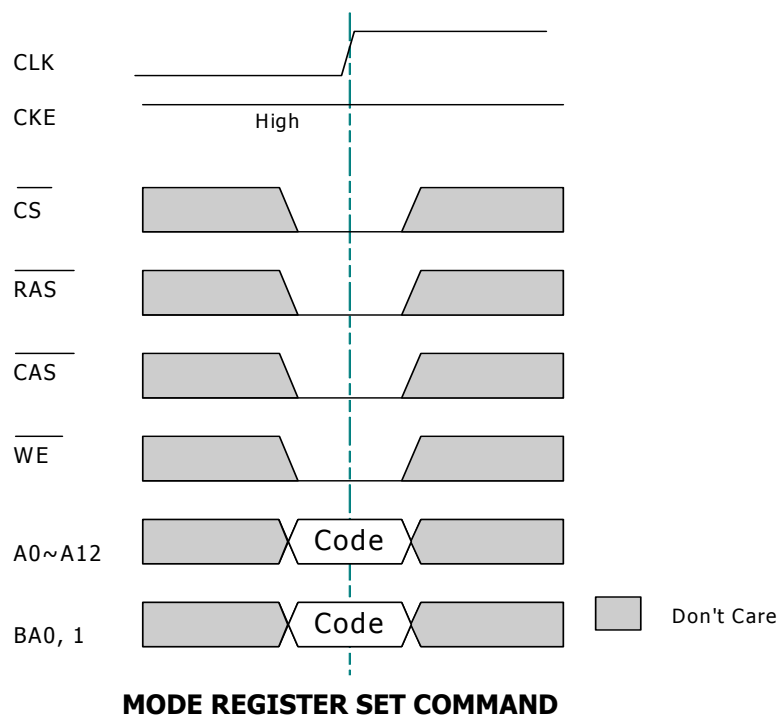 CLK
CKE
High
CS
RAS
CAS
WE
A0~A12
Code
BA0, 1
Code
Don't Care
MODE REGISTER SET COMMAND